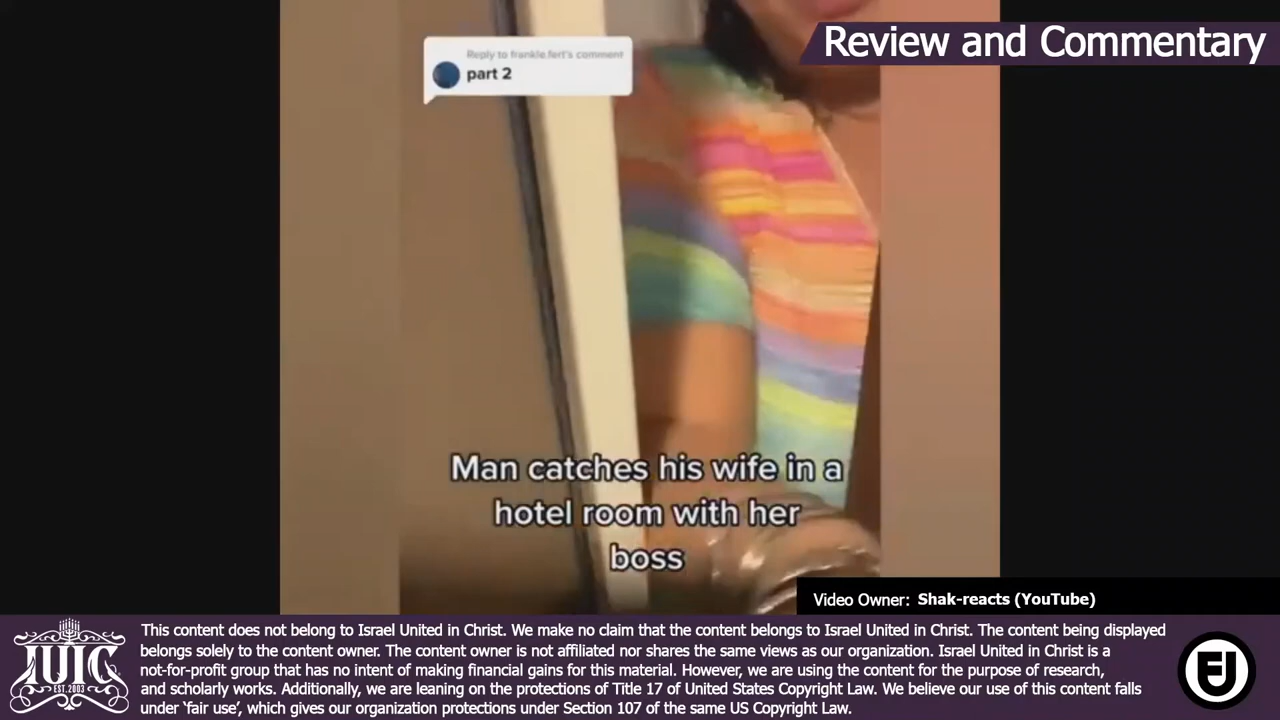 Review and Commentary
Reply to frankle.fert's comment
part 2
Man catches his wife in a
hotel room with her
boss
Video Owner: Shak-reacts (YouTube)
This content does not belong to Israel United in Christ. We make no claim that the content belongs to Israel United in Christ. The content being displayed
belongs solely to the content owner. The content owner is not affiliated nor shares the same views as our organization. Israel United in Christ is a
not-for-profit group that has no intent of making financial gains for this material. However, we are using the content for the purpose of research,
and scholarly works. Additionally, we are leaning on the protections of Title 17 of United States Copyright Law. We believe our use of this content falls
under ‘fair use’, which gives our organization protections under Section 107 of the same US Copyright Law.
IUIC
EST. 2003